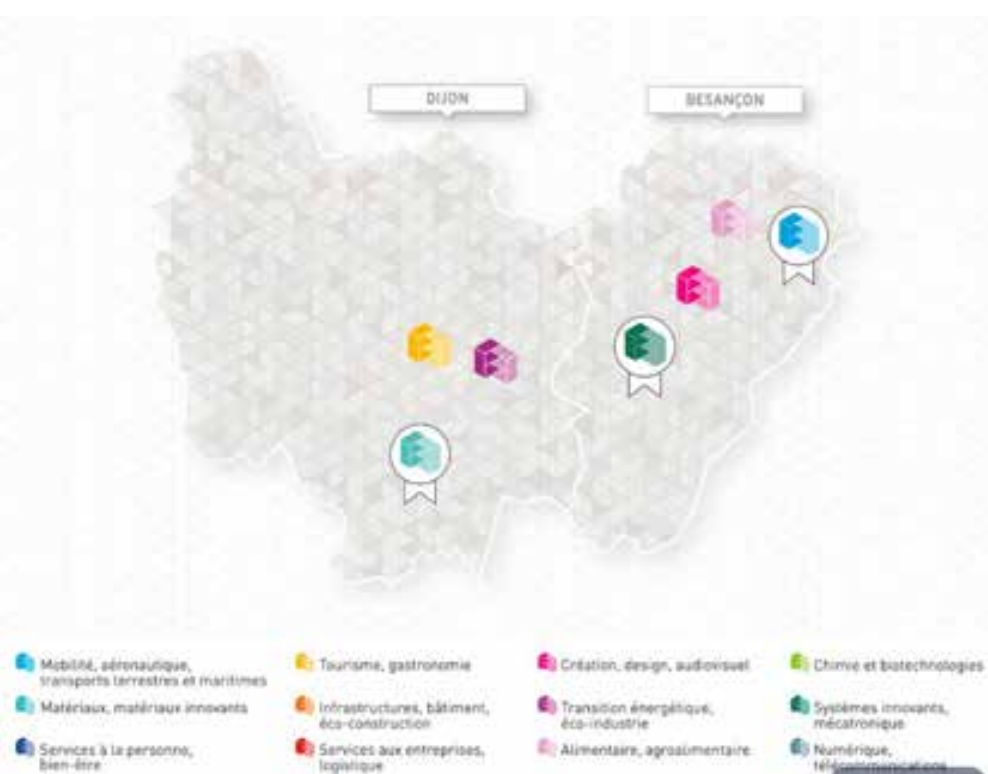 DIJON
BESANÇON
Mobilité, aéronautique,
transports terrestres et maritimes
Tourisme, gastronomie
Création, design, audiovisuel
Chimie et biotechnologies
Matériaux, matériaux innovants
Infrastructures, bâtiment,
éco-construction
Transition énergétique,
éco-industrie
Systèmes innovants,
mécatronique
Services à la personne,
bien-être
Services aux entreprises,
logistique
Alimentaire, agroalimentaire
Numérique,
télécommunications